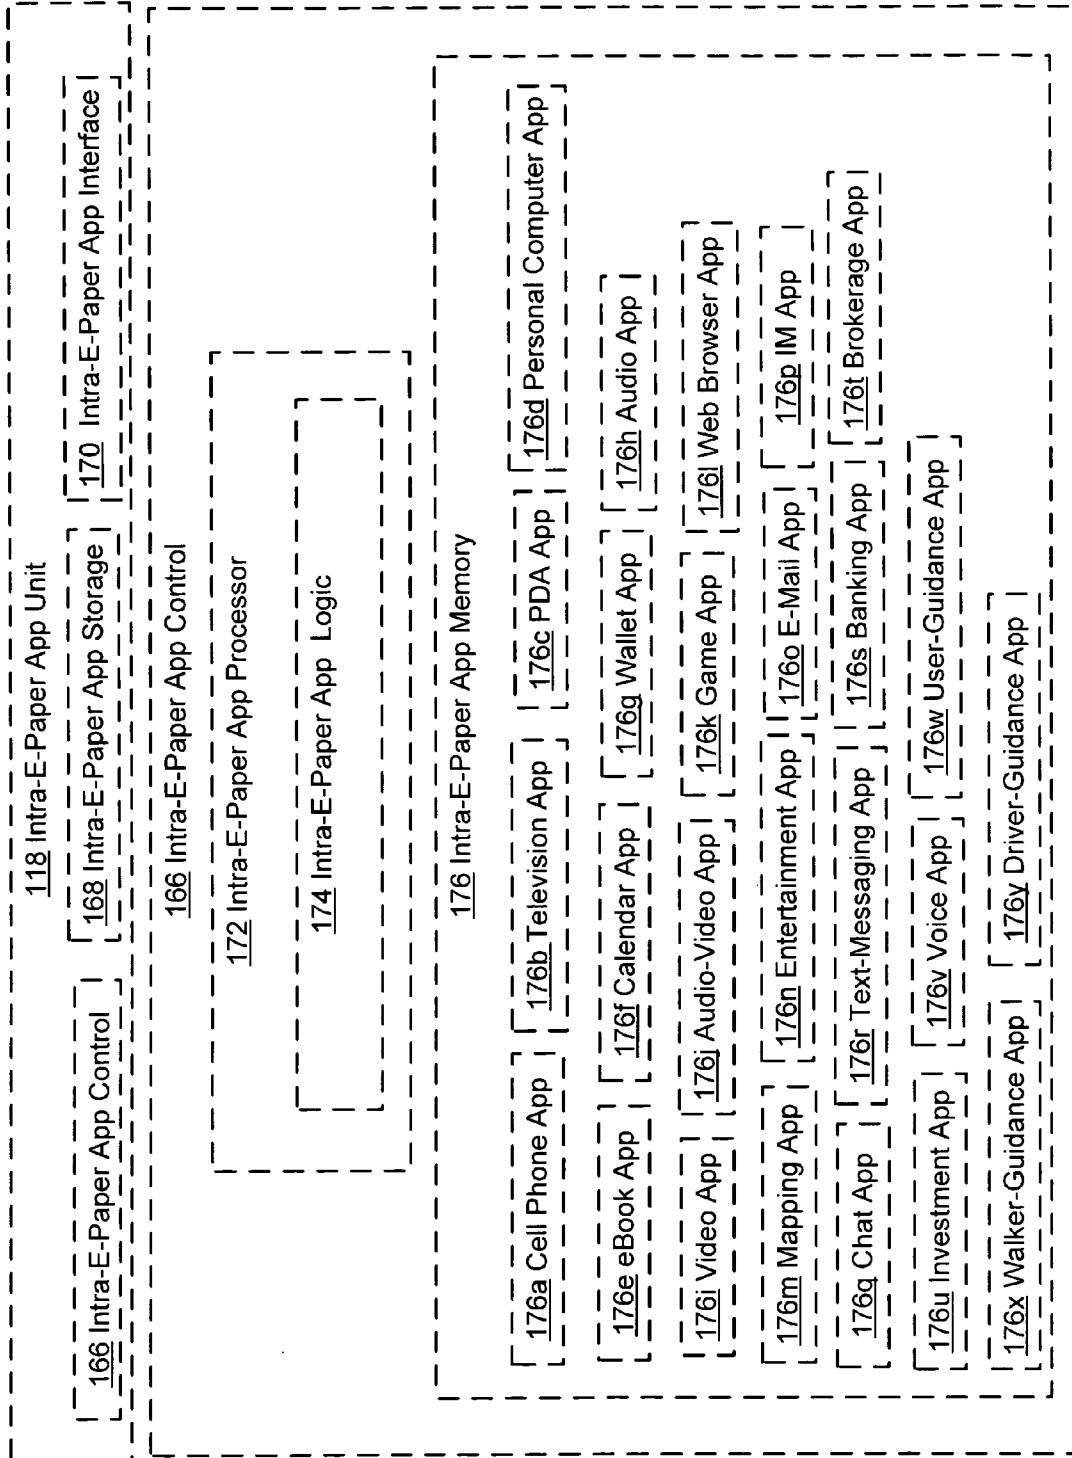 118 Intra-E-Paper App Unit
166 Intra-E-Paper App Control
168 Intra-E-Paper App Storage
170 Intra-E-Paper App Interface
166 Intra-E-Paper App Control
172 Intra-E-Paper App Processor
174 Intra-E-Paper App Logic
176 Intra-E-Paper App Memory
176a Cell Phone App
176b Television App
176c PDA App
176d Personal Computer App
176e eBook App
176f Calendar App
176g Wallet App
176h Audio App
176i Video App
176j Audio-Video App
176k Game App
176l Web Browser App
176m Mapping App
176n Entertainment App
176o E-Mail App
176p IM App
176q Chat App
176r Text-Messaging App
176s Banking App
176t Brokerage App
176u Investment App
176v Voice App
176w User-Guidance App
176x Walker-Guidance App
176y Driver-Guidance App